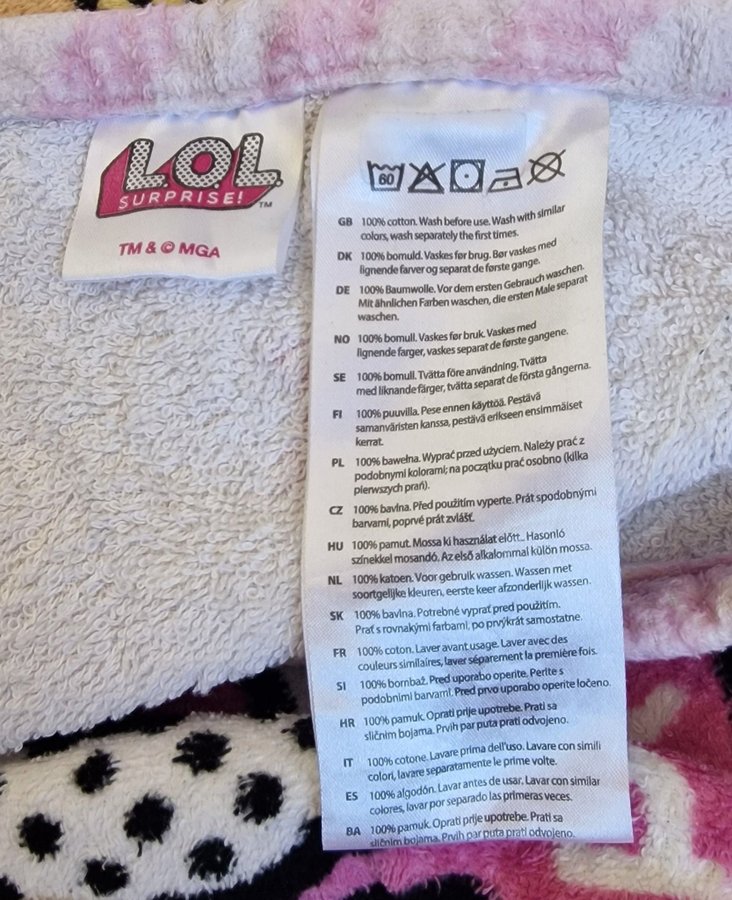 L.O.L.
SURPRISE!™
TM & © MGA
60
GB 100% cotton. Wash before use. Wash with similar
colors, wash separately the first times.
DK 100% bomuld. Vaskes før brug. Bør vaskes med
lignende farver og separat de første gange.
DE 100% Baumwolle. Vor dem ersten Gebrauch waschen.
Mit ähnlichen Farben waschen, die ersten Male separat
waschen.
NO 100% bomull. Vaskes før bruk. Vaskes med
lignende farger, vaskes separat de første gangene.
SE 100% bomull. Tvätta före användning. Tvätta
med liknande färger, tvätta separat de första gångerna.
FI 100% puuvilla. Pese ennen käyttöä. Pestävä
samanväristen kanssa, pestävä erikseen ensimmäiset
kerrat.
PL 100% bawełna. Wyprać przed użyciem. Należy prać z
podobnymi kolorami; na początku prać osobno (kilka
pierwszych prań).
CZ 100% bavlna. Před použitím vyperte. Prát spodobnými
barvami, poprvé prát zvlášť.
HU 100% pamut. Mossa ki használat előtt.. Hasonló
színekkel mosandó. Az első alkalommal külön mossa.
NL 100% katoen. Voor gebruik wassen. Wassen met
soortgelijke kleuren, eerste keer afzonderlijk wassen.
SK 100% bavlna. Potrebné vyprať pred použitím.
Prať s rovnakými farbami, po prvýkrát samostatne.
FR 100% coton. Laver avant usage. Laver avec des
couleurs similaires, laver séparement la première fois.
SI 100% bombaž. Pred uporabo operite. Perite s
podobnimi barvami. Pred prvo uporabo operite ločeno.
HR 100% pamuk. Oprati prije upotrebe. Prati sa
sličnim bojama. Prvih par puta prati odvojeno.
IT 100% cotone. Lavare prima dell'uso. Lavare con simili
colori, lavare separatamente le prime volte.
ES 100% algodón. Lavar antes de usar. Lavar con similar
colores, lavar por separado las primeras veces.
BA 100% pamuk. Oprati prije upotrebe. Prati sa
sličnim bojama. Prvih par puta prati odvojeno.